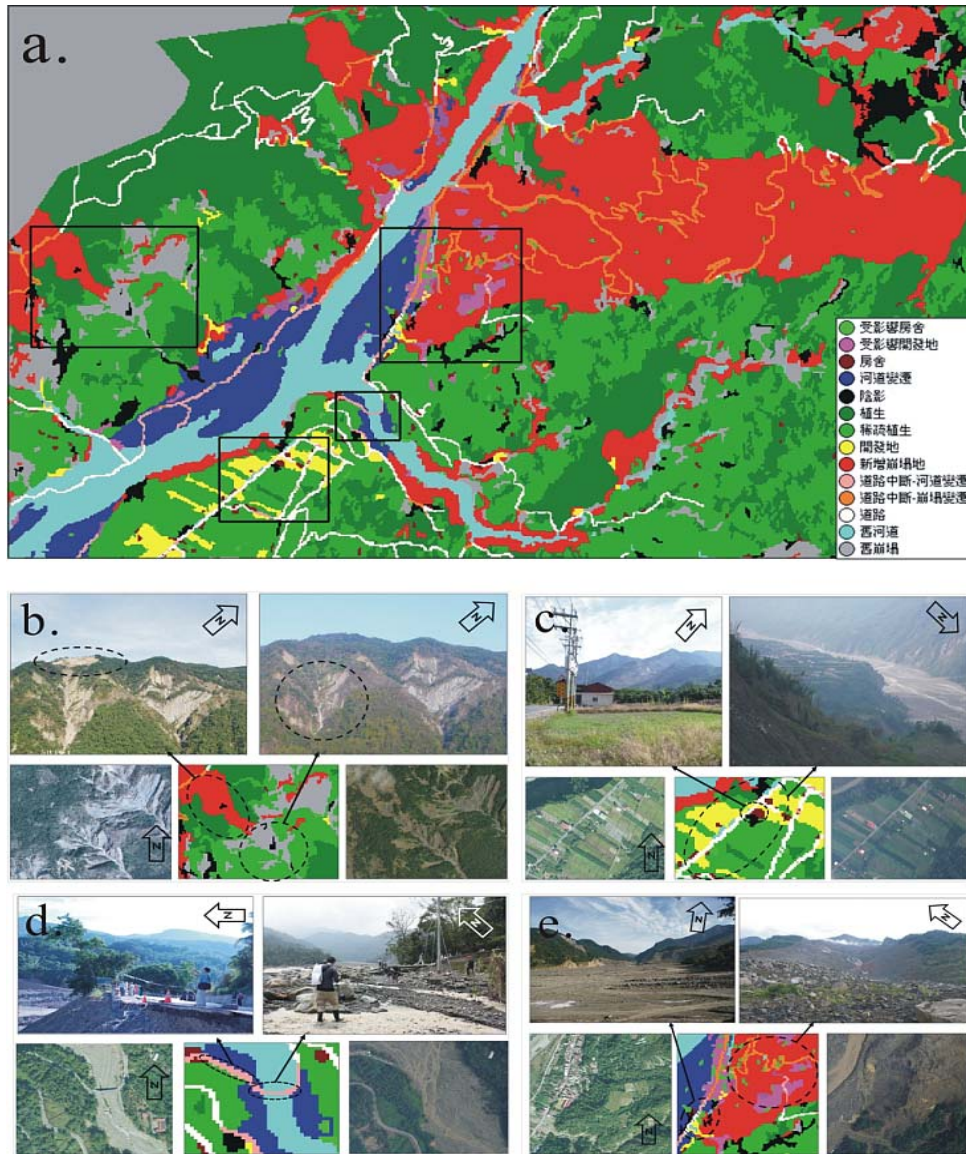 a.
受影響房舍
受影響開發地
房舍
河道變遷
陰影
植生
稀疏植生
開發地
新增崩塌地
道路中斷-河道變遷
道路中斷-崩塌變遷
道路
舊河道
舊崩塌
b.
N
N
c.
N
N
N
N
d.
N
N
e.
N
N
N
N